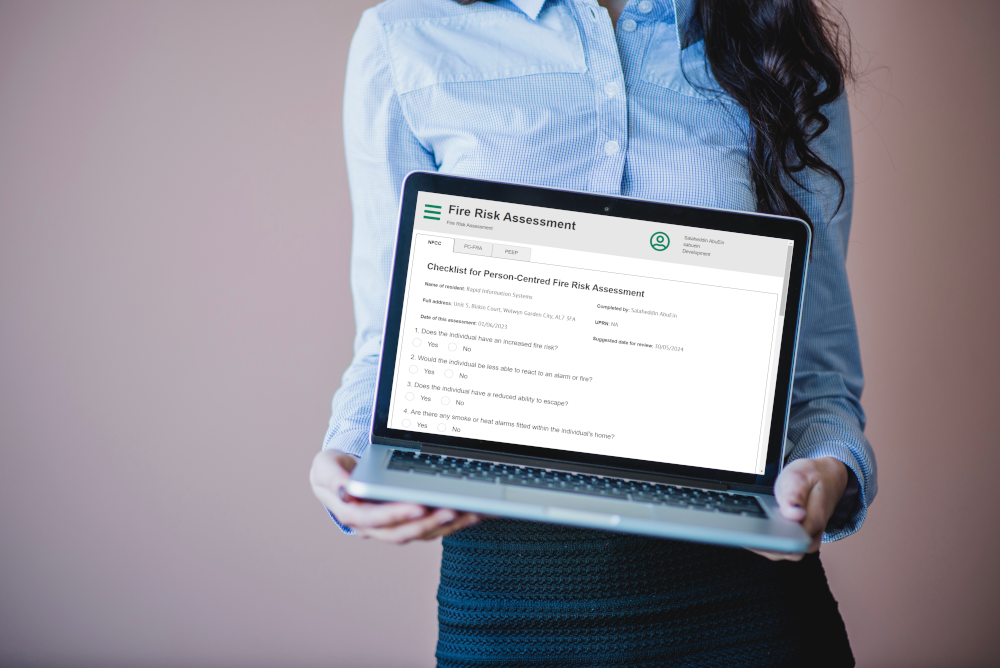 Fire Risk Assessment
Fire Risk Assessment
Salaheddin AbuEin
sabuein
Development
NFCC PC-FRA PEEP
Checklist for Person-Centred Fire Risk Assessment
Name of resident: Rapid Information Systems
Completed by: Salaheddin AbuEin
Full address: Unit 5, Blakin Court, Welwyn Garden City, AL7
UPRN: NA
Date of this assessment: 01/06/2023
Suggested date for review: 30/05/2024
1. Does the individual have an increased fire risk?
Yes No
2. Would the individual be less able to react to an alarm or fire?
Yes No
3. Does the individual have a reduced ability to escape?
Yes No
4. Are there any smoke or heat alarms fitted within the individual's home?
Yes No